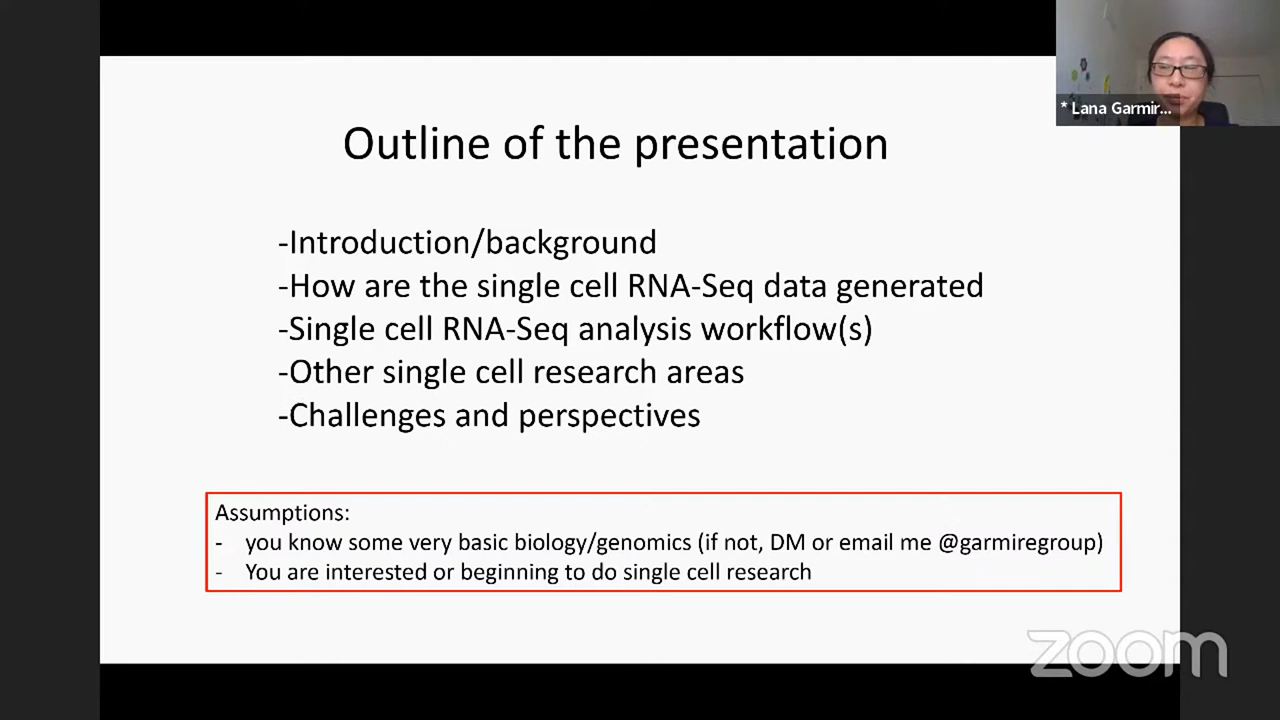 * Lana Garmir...
Outline of the presentation
-Introduction/background
-How are the single cell RNA-Seq data generated
-Single cell RNA-Seq analysis workflow(s)
-Other single cell research areas
-Challenges and perspectives
Assumptions:
- you know some very basic biology/genomics (if not, DM or email me @garmiregroup)
- You are interested or beginning to do single cell research
zoom